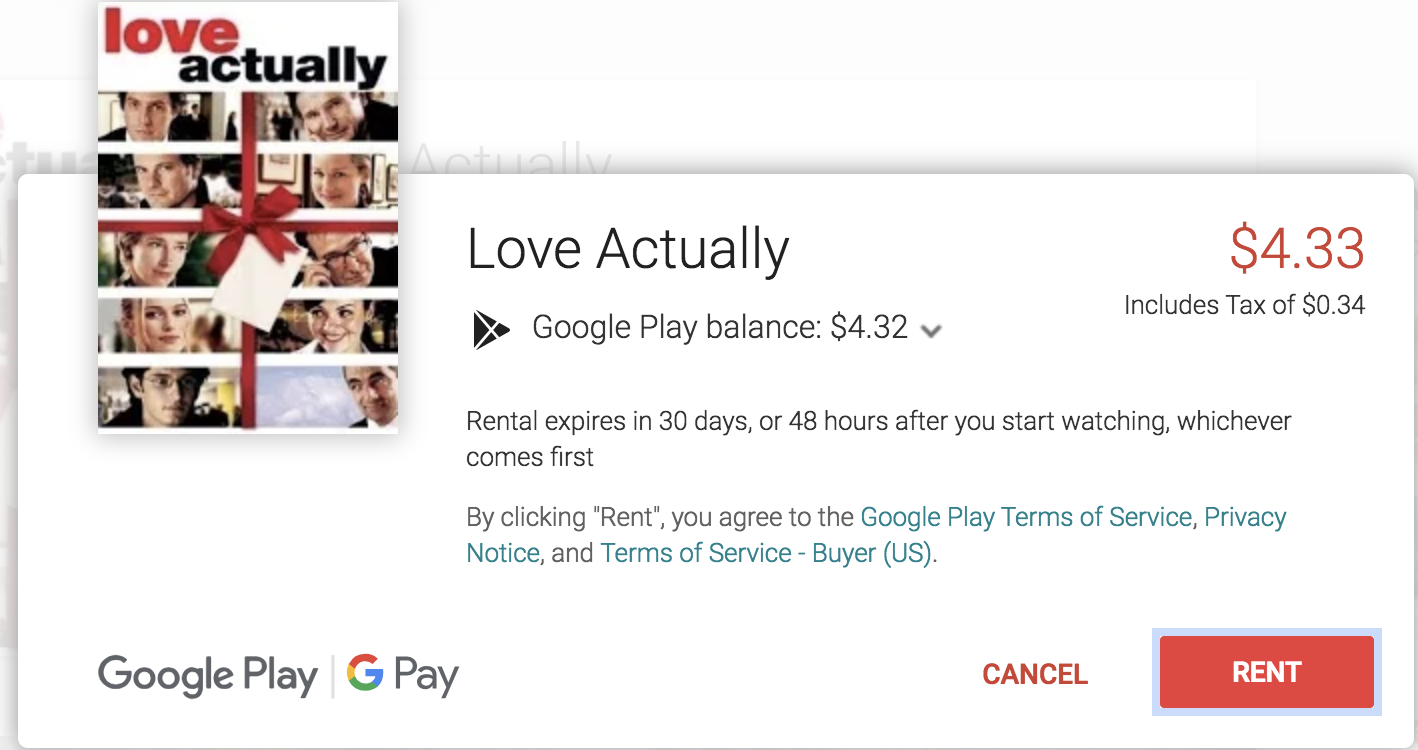 love
actually
Actually
Love Actually
$4.33
Includes Tax of $0.34
Google Play balance: $4.32
Rental expires in 30 days, or 48 hours after you start watching, whichever
comes first
By clicking "Rent", you agree to the Google Play Terms of Service, Privacy
Notice, and Terms of Service - Buyer (US).
Google Play | G Pay
CANCEL
RENT